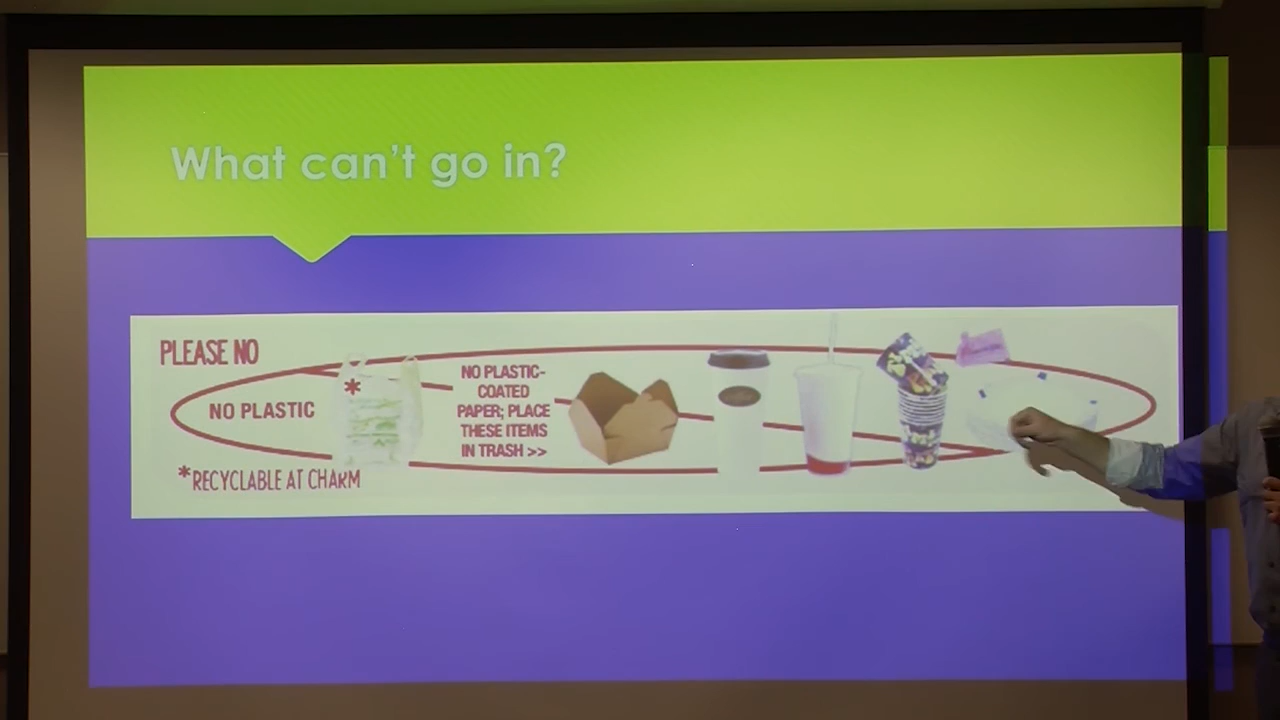 What can't go in?
PLEASE NO
NO PLASTIC
*
NO PLASTIC-
COATED
PAPER; PLACE
THESE ITEMS
IN TRASH >>
*RECYCLABLE AT CHARM